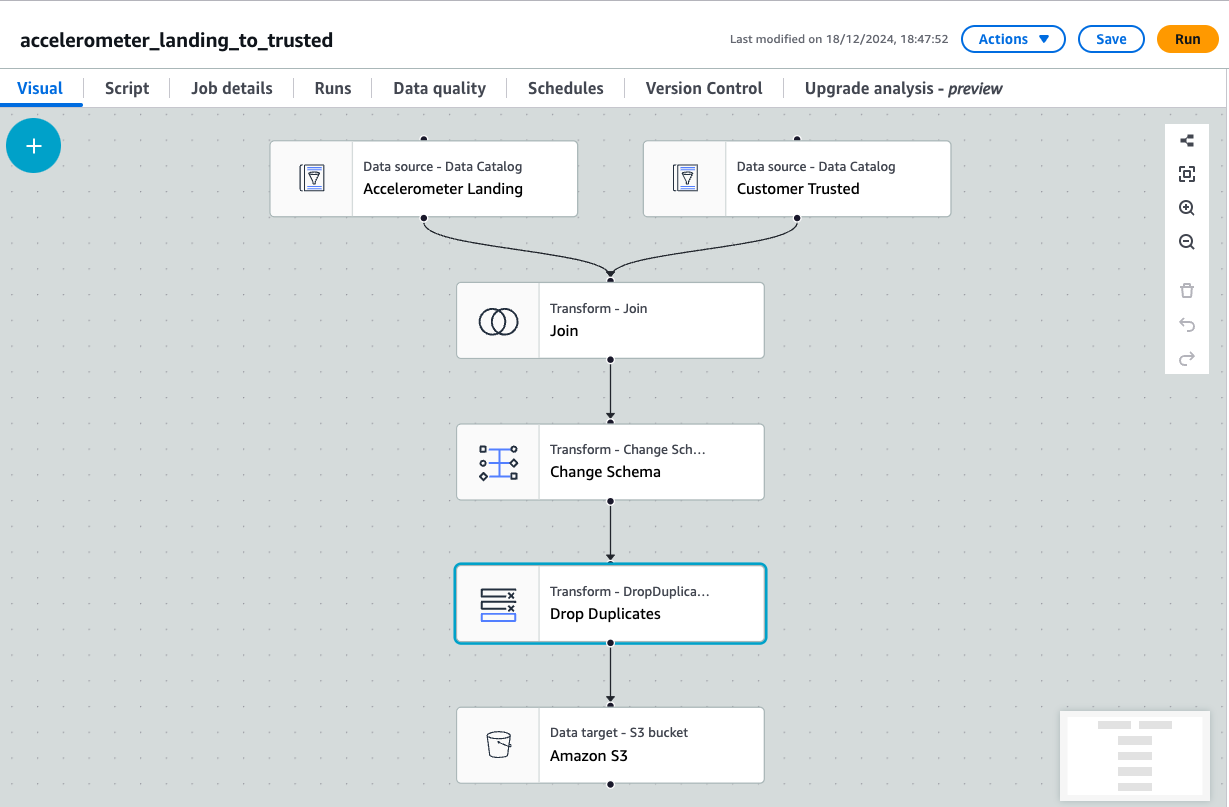 accelerometer_landing_to_trusted
Last modified on 18/12/2024, 18:47:52
Actions
Save
Run
Visual
Script
Job details
Runs
Data quality
Schedules
Version Control
Upgrade analysis - preview
Data source - Data Catalog
Accelerometer Landing
Data source - Data Catalog
Customer Trusted
Transform - Join
Join
Transform - Change Sch...
Change Schema
Transform - DropDuplica...
Drop Duplicates
Data target - S3 bucket
Amazon S3